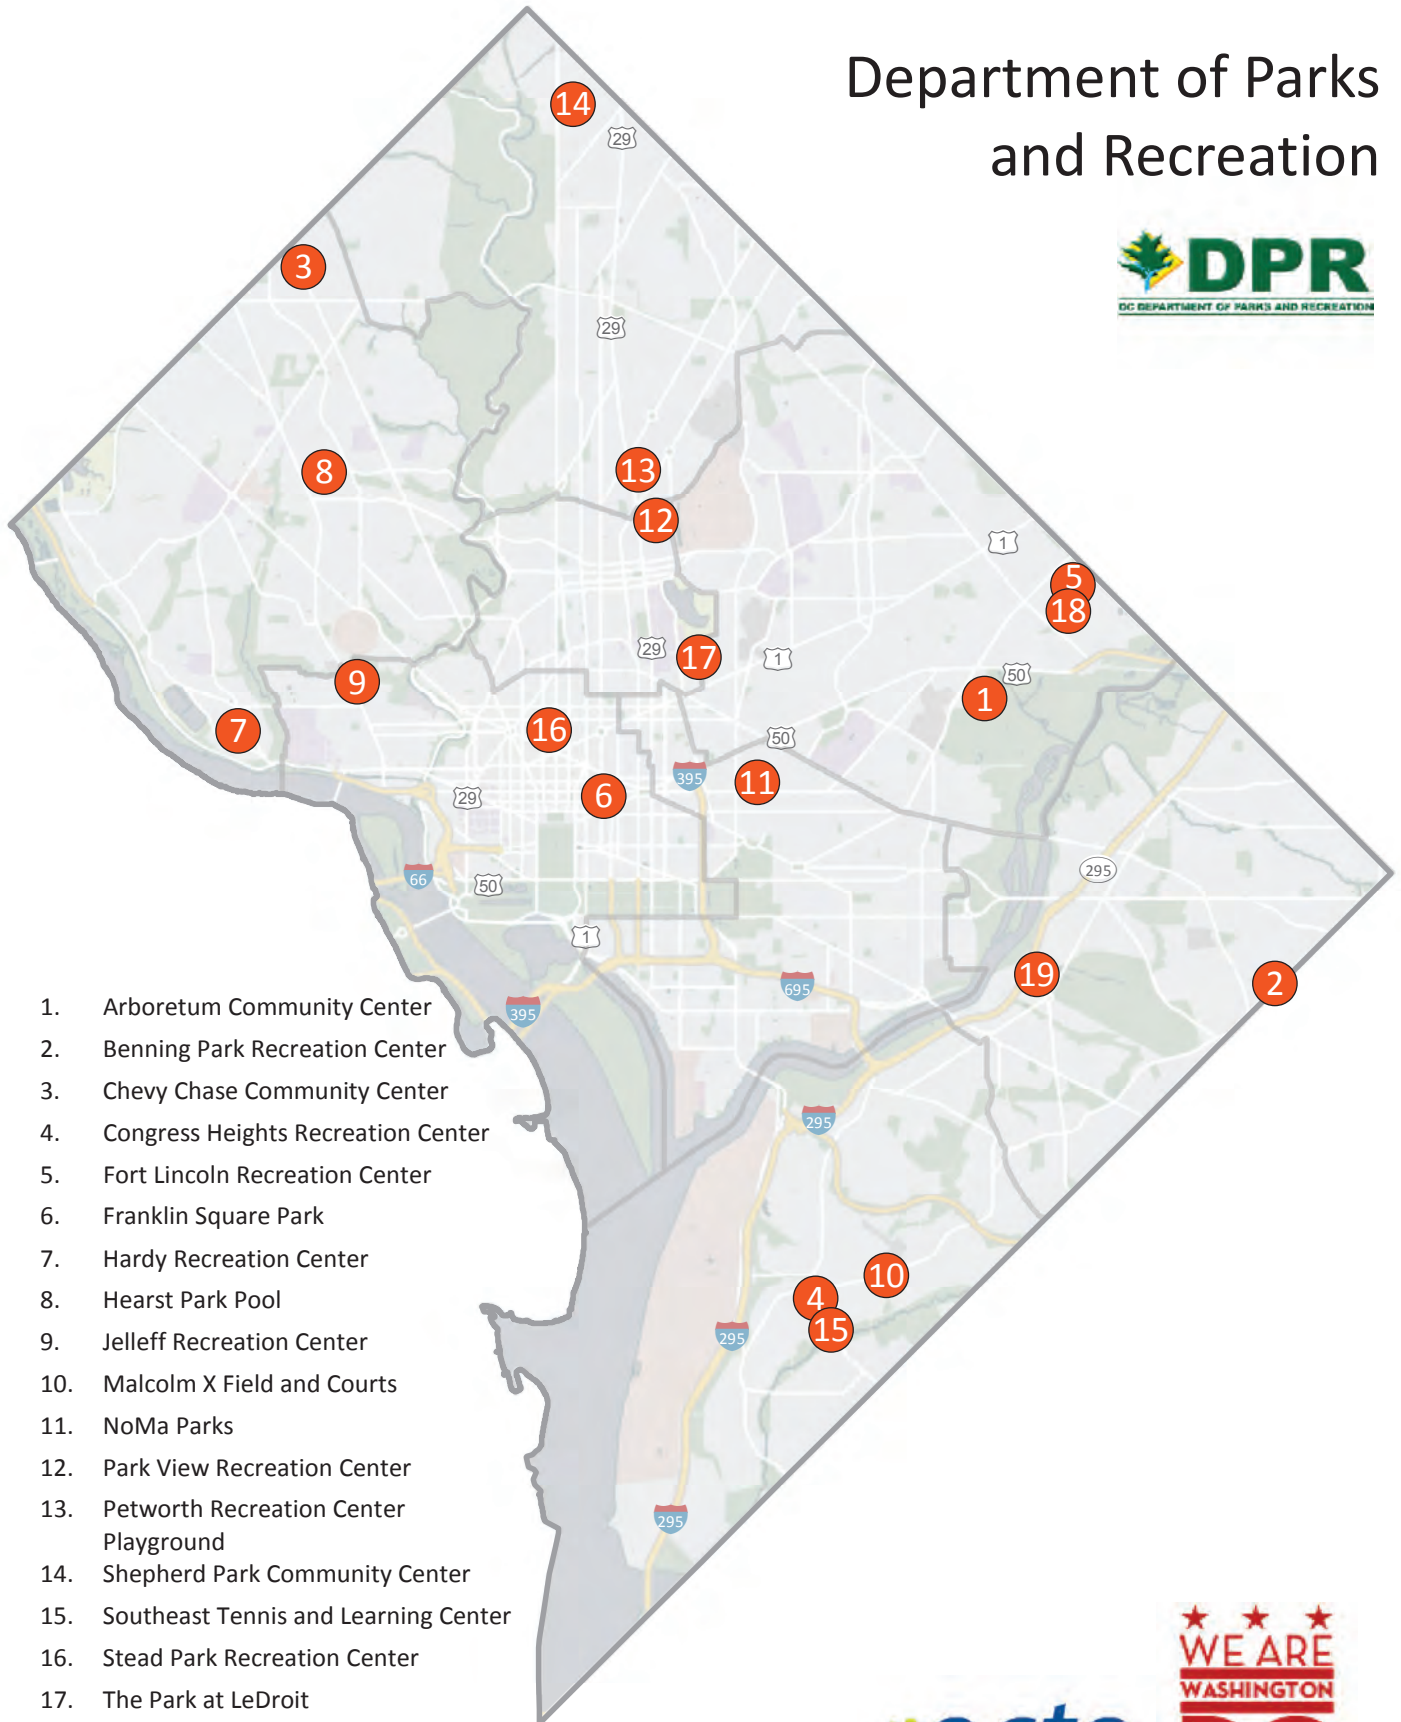 Department of Parks
and Recreation
DPR
DC DEPARTMENT OF PARKS AND RECREATION
14
29
3
29
8
13
12
1
5
18
29
17
1
50
9
1
7
16
50
395
11
29
6
66
50
295
1
19
2
695
395
295
10
4
15
295
295
1. Arboretum Community Center
2. Benning Park Recreation Center
3. Chevy Chase Community Center
4. Congress Heights Recreation Center
5. Fort Lincoln Recreation Center
6. Franklin Square Park
7. Hardy Recreation Center
8. Hearst Park Pool
9. Jelleff Recreation Center
10. Malcolm X Field and Courts
11. NoMa Parks
12. Park View Recreation Center
13. Petworth Recreation Center
Playground
14. Shepherd Park Community Center
15. Southeast Tennis and Learning Center
16. Stead Park Recreation Center
17. The Park at LeDroit
WE ARE
WASHINGTON